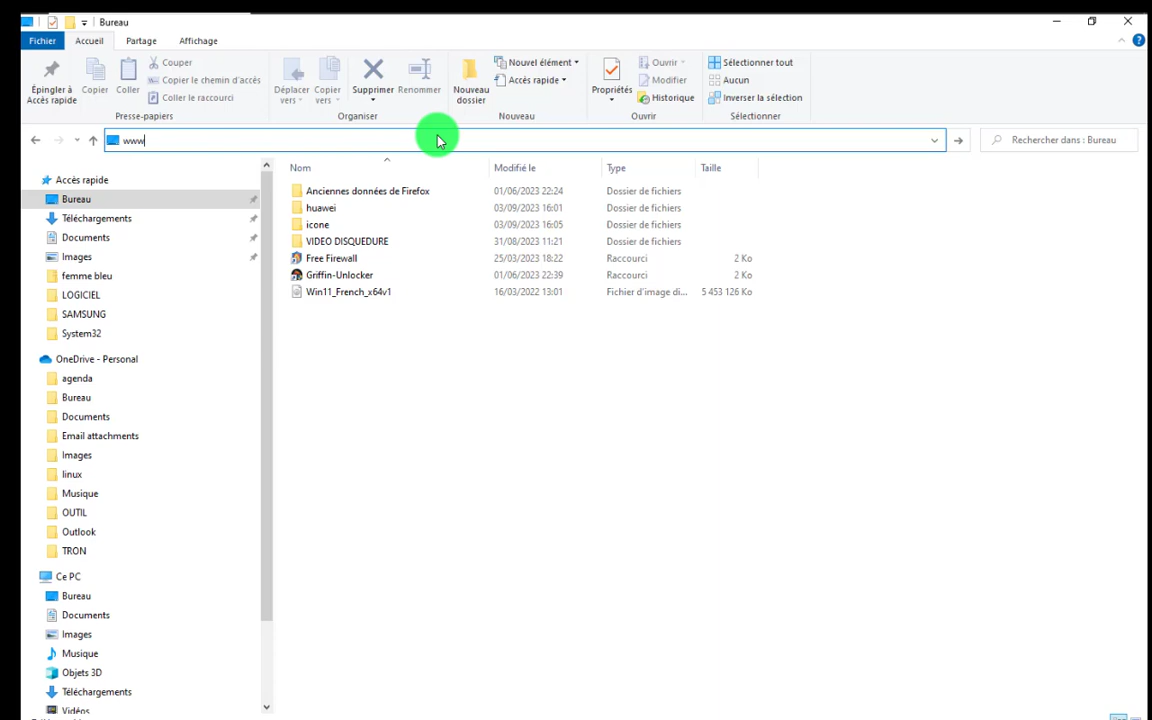 Bureau
Fichier Accueil Partage Affichage
Épingler à Accès rapide
Copier
Coller
Couper
Copier le chemin d'accès
Coller le raccourci
Presse-papiers
Déplacer vers
Copier vers
Supprimer
Renommer
Organiser
Nouveau dossier
Nouvel élément
Accès rapide
Nouveau
Propriétés
Ouvrir
Modifier
Historique
Ouvrir
Sélectionner tout
Aucun
Inverser la sélection
Sélectionner
www
Rechercher dans : Bureau
Accès rapide
Bureau
Téléchargements
Documents
Images
femme bleu
LOGICIEL
SAMSUNG
System32
OneDrive - Personal
agenda
Bureau
Documents
Email attachments
Images
linux
Musique
OUTIL
Outlook
TRON
Ce PC
Bureau
Documents
Images
Musique
Objets 3D
Téléchargements
Vidéos
Nom Modifié le Type Taille
Anciennes données de Firefox 01/06/2023 22:24 Dossier de fichiers
huawei 03/09/2023 16:01 Dossier de fichiers
icone 03/09/2023 16:05 Dossier de fichiers
VIDEO DISQUEDURE 31/08/2023 11:21 Dossier de fichiers
Free Firewall 25/03/2023 18:22 Raccourci 2 Ko
Griffin-Unlocker 01/06/2023 22:39 Raccourci 2 Ko
Win11_French_x64v1 16/03/2022 13:01 Fichier d'image di... 5 453 126 Ko